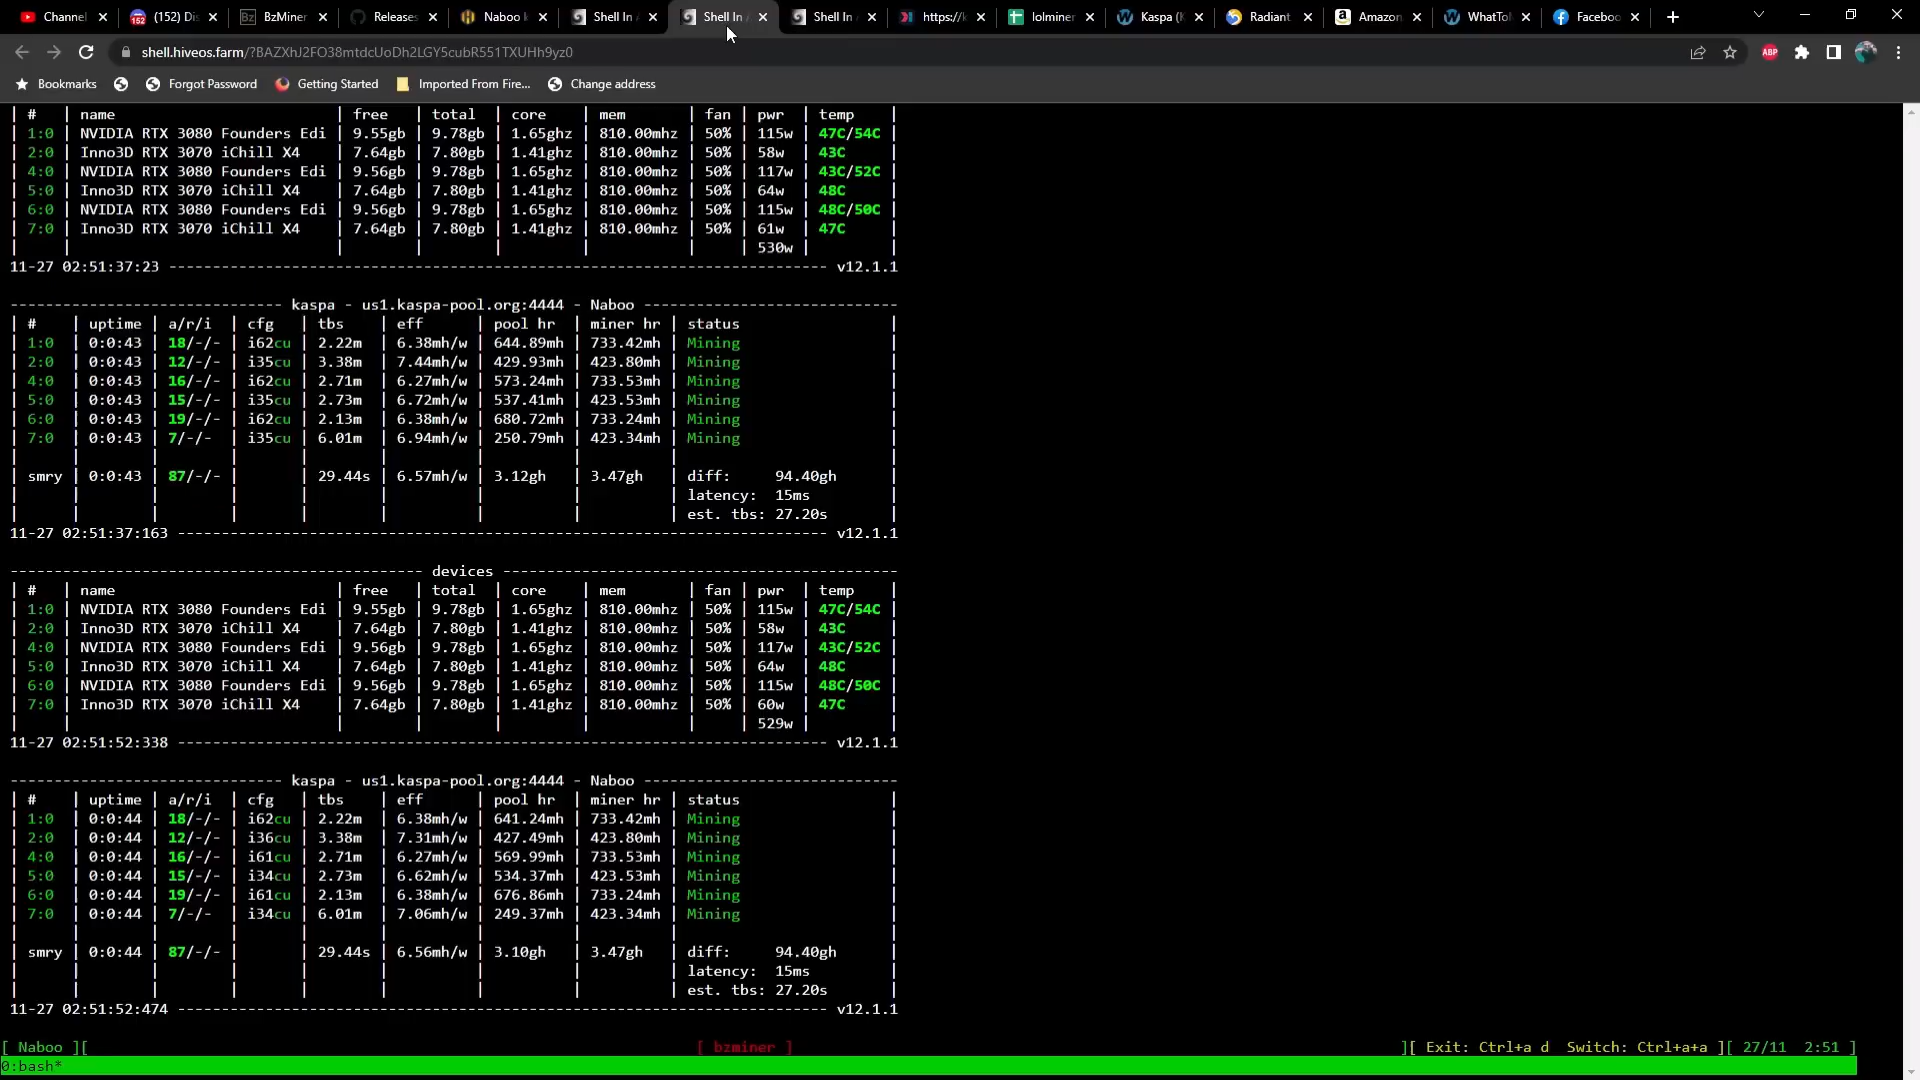 Channel (152) Dis BzMiner Releases Naboo k Shell In A Shell In A Shell In A https://k lolminer Kaspa (K Radiant Amazon WhatToM Faceboo
shell.hiveos.farm/?BAZXhJ2FO38mtdcUoDh2LGY5cubR551TXUHh9yz0
Bookmarks Forgot Password Getting Started Imported From Fire... Change address
| # | name | free | total | core | mem | fan | pwr | temp |
| 1:0 | NVIDIA RTX 3080 Founders Edi | 9.55gb | 9.78gb | 1.65ghz | 810.00mhz | 50% | 115w | 47C/54C |
| 2:0 | Inno3D RTX 3070 iChill X4 | 7.64gb | 7.80gb | 1.41ghz | 810.00mhz | 50% | 58w | 43C |
| 4:0 | NVIDIA RTX 3080 Founders Edi | 9.56gb | 9.78gb | 1.65ghz | 810.00mhz | 50% | 117w | 43C/52C |
| 5:0 | Inno3D RTX 3070 iChill X4 | 7.64gb | 7.80gb | 1.41ghz | 810.00mhz | 50% | 64w | 48C |
| 6:0 | NVIDIA RTX 3080 Founders Edi | 9.56gb | 9.78gb | 1.65ghz | 810.00mhz | 50% | 115w | 48C/50C |
| 7:0 | Inno3D RTX 3070 iChill X4 | 7.64gb | 7.80gb | 1.41ghz | 810.00mhz | 50% | 61w | 47C |
| | | | | | | | 530w | |
11-27 02:51:37:23 ---------- v12.1.1
---------- kaspa - us1.kaspa-pool.org:4444 - Naboo ----------
| # | uptime | a/r/i | cfg | tbs | eff | pool hr | miner hr | status |
| 1:0 | 0:0:43 | 18/-/- | i62cu | 2.22m | 6.38mh/w | 644.89mh | 733.42mh | Mining |
| 2:0 | 0:0:43 | 12/-/- | i35cu | 3.38m | 7.44mh/w | 429.93mh | 423.80mh | Mining |
| 4:0 | 0:0:43 | 16/-/- | i62cu | 2.71m | 6.27mh/w | 573.24mh | 733.53mh | Mining |
| 5:0 | 0:0:43 | 15/-/- | i35cu | 2.73m | 6.72mh/w | 537.41mh | 423.53mh | Mining |
| 6:0 | 0:0:43 | 19/-/- | i62cu | 2.13m | 6.38mh/w | 680.72mh | 733.24mh | Mining |
| 7:0 | 0:0:43 | 7/-/- | i35cu | 6.01m | 6.94mh/w | 250.79mh | 423.34mh | Mining |
| smry | 0:0:43 | 87/-/- | | 29.44s | 6.57mh/w | 3.12gh | 3.47gh | diff: 94.40gh |
| latency: 15ms |
| est. tbs: 27.20s |
11-27 02:51:37:163 ---------- v12.1.1
---------- devices ----------
| # | name | free | total | core | mem | fan | pwr | temp |
| 1:0 | NVIDIA RTX 3080 Founders Edi | 9.55gb | 9.78gb | 1.65ghz | 810.00mhz | 50% | 115w | 47C/54C |
| 2:0 | Inno3D RTX 3070 iChill X4 | 7.64gb | 7.80gb | 1.41ghz | 810.00mhz | 50% | 58w | 43C |
| 4:0 | NVIDIA RTX 3080 Founders Edi | 9.56gb | 9.78gb | 1.65ghz | 810.00mhz | 50% | 117w | 43C/52C |
| 5:0 | Inno3D RTX 3070 iChill X4 | 7.64gb | 7.80gb | 1.41ghz | 810.00mhz | 50% | 64w | 48C |
| 6:0 | NVIDIA RTX 3080 Founders Edi | 9.56gb | 9.78gb | 1.65ghz | 810.00mhz | 50% | 115w | 48C/50C |
| 7:0 | Inno3D RTX 3070 iChill X4 | 7.64gb | 7.80gb | 1.41ghz | 810.00mhz | 50% | 60w | 47C |
| | | | | | | | 529w | |
11-27 02:51:52:338 ---------- v12.1.1
---------- kaspa - us1.kaspa-pool.org:4444 - Naboo ----------
| # | uptime | a/r/i | cfg | tbs | eff | pool hr | miner hr | status |
| 1:0 | 0:0:44 | 18/-/- | i62cu | 2.22m | 6.38mh/w | 641.24mh | 733.42mh | Mining |
| 2:0 | 0:0:44 | 12/-/- | i36cu | 3.38m | 7.31mh/w | 427.49mh | 423.80mh | Mining |
| 4:0 | 0:0:44 | 16/-/- | i61cu | 2.71m | 6.27mh/w | 569.99mh | 733.53mh | Mining |
| 5:0 | 0:0:44 | 15/-/- | i34cu | 2.73m | 6.62mh/w | 534.37mh | 423.53mh | Mining |
| 6:0 | 0:0:44 | 19/-/- | i61cu | 2.13m | 6.38mh/w | 676.86mh | 733.24mh | Mining |
| 7:0 | 0:0:44 | 7/-/- | i34cu | 6.01m | 7.06mh/w | 249.37mh | 423.34mh | Mining |
| smry | 0:0:44 | 87/-/- | | 29.44s | 6.56mh/w | 3.10gh | 3.47gh | diff: 94.40gh |
| latency: 15ms |
| est. tbs: 27.20s |
11-27 02:51:52:474 ---------- v12.1.1
[ Naboo ][ [ bzminer ] ][ Exit: Ctrl+a d Switch: Ctrl+a+a ][ 27/11 2:51 ]
0:bash*